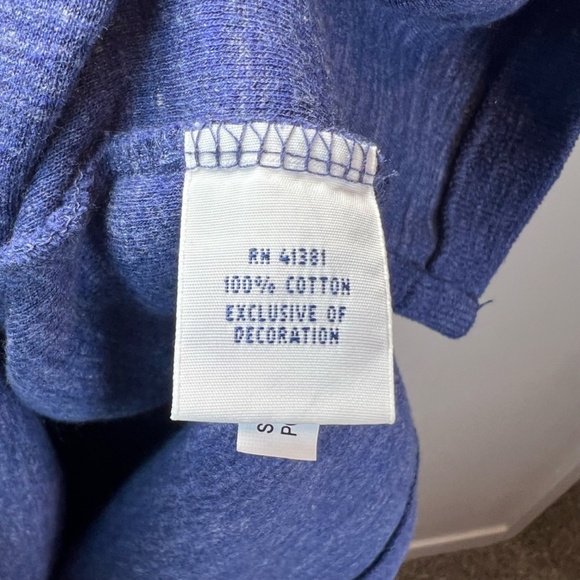 RN 41381
100% COTTON
EXCLUSIVE OF
DECORATION